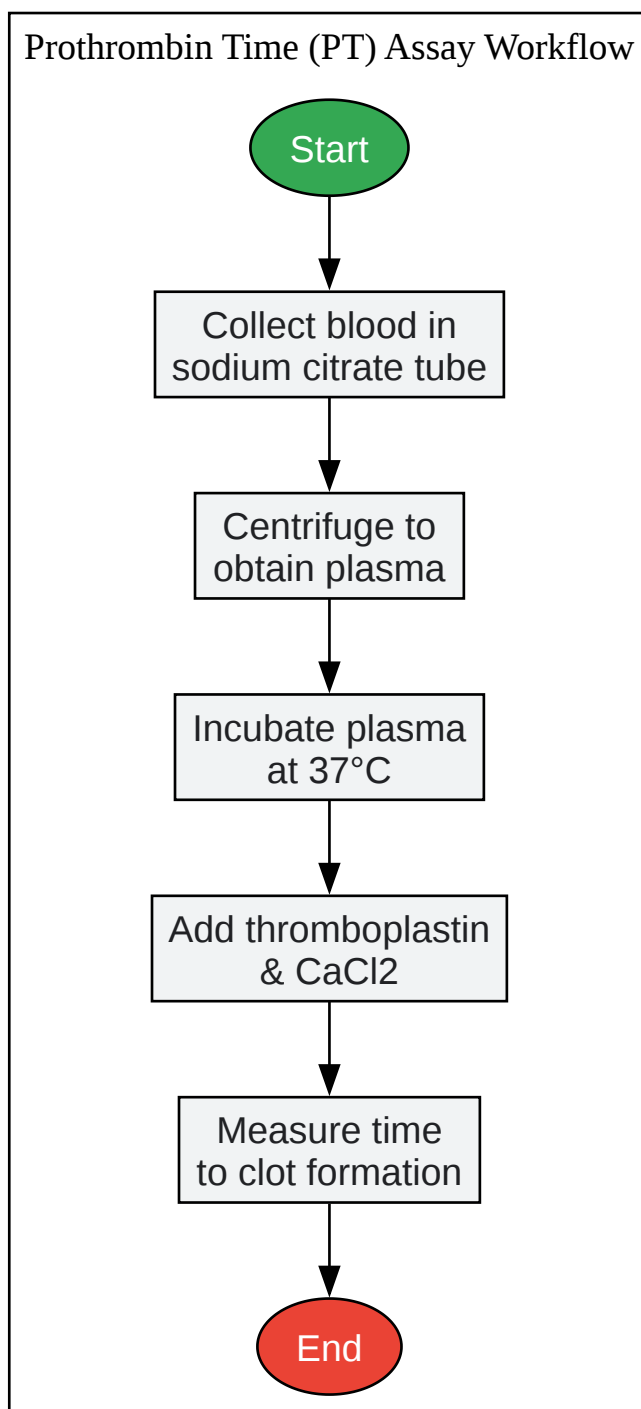 Prothrombin Time (PT) Assay Workflow
Start
Collect blood in
sodium citrate tube
Centrifuge to
obtain plasma
Incubate plasma
at 37°C
Add thromboplastin
& CaCl2
Measure time
to clot formation
End